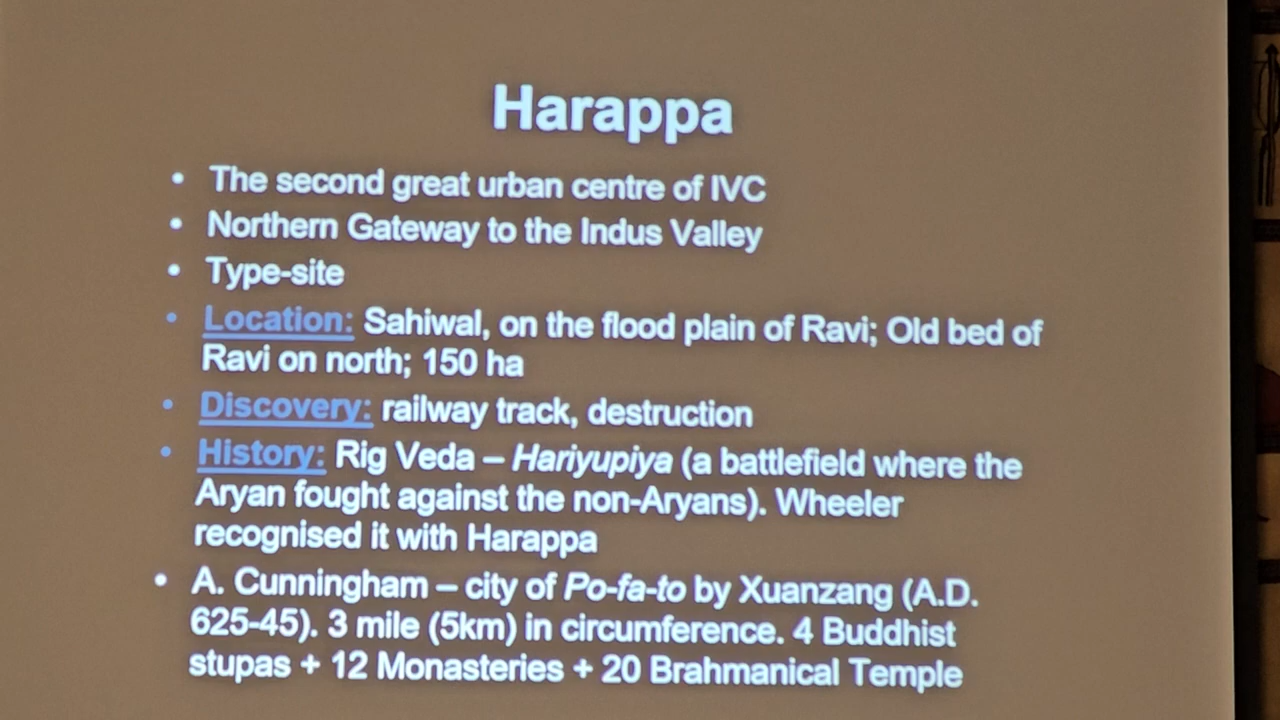 Harappa
• The second great urban centre of IVC
• Northern Gateway to the Indus Valley
• Type-site
• Location: Sahiwal, on the flood plain of Ravi; Old bed of
Ravi on north; 150 ha
• Discovery: railway track, destruction
• History: Rig Veda – Hariyupiya (a battlefield where the
Aryan fought against the non-Aryans). Wheeler
recognised it with Harappa
• A. Cunningham – city of Po-fa-to by Xuanzang (A.D.
625-45). 3 mile (5km) in circumference. 4 Buddhist
stupas + 12 Monasteries + 20 Brahmanical Temple